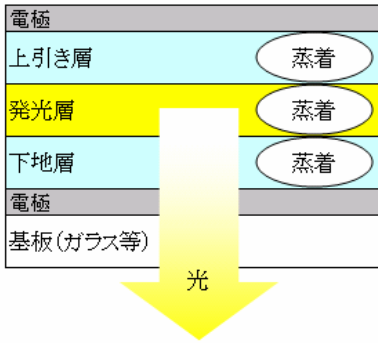 電極
上引き層 蒸着
発光層 蒸着
下地層 蒸着
電極
基板(ガラス等)
光